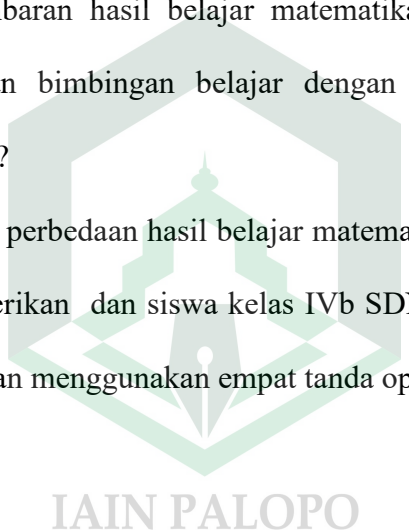 baran hasil belajar matematika
n bimbingan belajar dengan
?
perbedaan hasil belajar matema
erikan dan siswa kelas IVb SD
an menggunakan empat tanda op
IAIN PALOPO